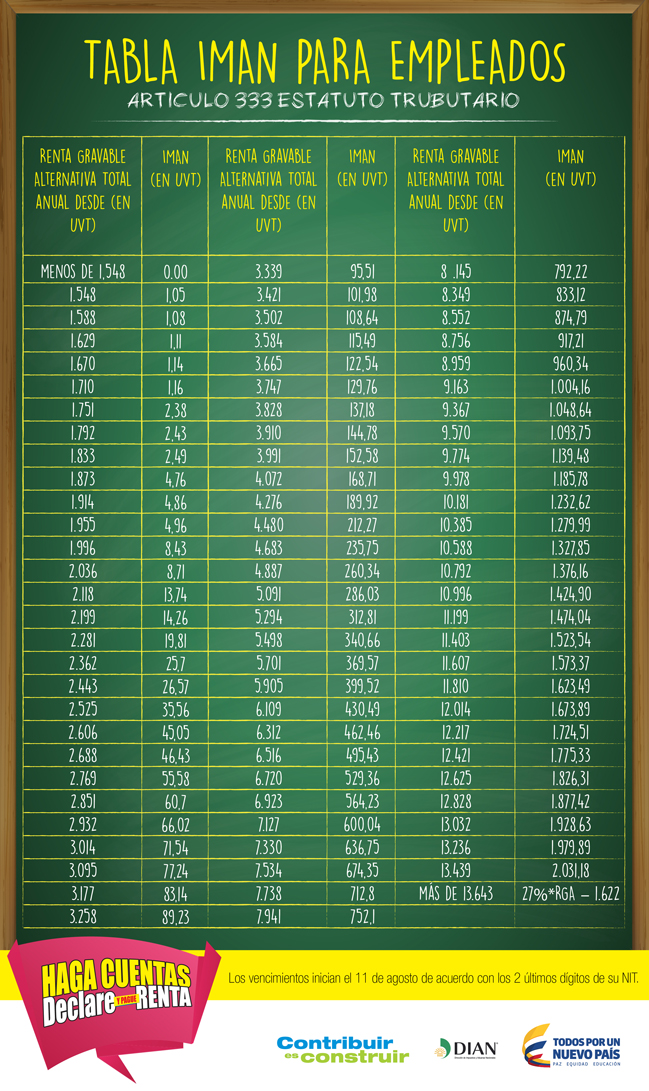 TABLA IMAN PARA EMPLEADOS
ARTICULO 333 ESTATUTO TRUBUTARIO
RENTA GRAVABLE ALTERNATIVA TOTAL ANUAL DESDE (EN UVT) IMAN (EN UVT) RENTA GRAVABLE ALTERNATIVA TOTAL ANUAL DESDE (EN UVT) IMAN (EN UVT) RENTA GRAVABLE ALTERNATIVA TOTAL ANUAL DESDE (EN UVT) IMAN (EN UVT)
MENOS DE 1,548 0.00 3.339 95,51 8 .145 792,22
1.548 1,05 3.421 101,98 8.349 833,12
1.588 1,08 3.502 108,64 8.552 874,79
1.629 1,11 3.584 115,49 8.756 917,21
1.670 1,14 3.665 122,54 8.959 960,34
1.710 1,16 3.747 129,76 9.163 1.004,16
1.751 2,38 3.828 137,18 9.367 1.048,64
1.792 2,43 3.910 144,78 9.570 1.093,75
1.833 2,49 3.991 152,58 9.774 1.139,48
1.873 4,76 4.072 168,71 9.978 1.185,78
1.914 4,86 4.276 189,92 10.181 1.232,62
1.955 4,96 4.480 212,27 10.385 1.279,99
1.996 8,43 4.683 235,75 10.588 1.327,85
2.036 8,71 4.887 260,34 10.792 1.376,16
2.118 13,74 5.091 286,03 10.996 1.424,90
2.199 14,26 5.294 312,81 11.199 1.474,04
2.281 19,81 5.498 340,66 11.403 1.523,54
2.362 25,7 5.701 369,57 11.607 1.573,37
2.443 26,57 5.905 399,52 11.810 1.623,49
2.525 35,56 6.109 430,49 12.014 1.673,89
2.606 45,05 6.312 462,46 12.217 1.724,51
2.688 46,43 6.516 495,43 12.421 1.775,33
2.769 55,58 6.720 529,36 12.625 1.826,31
2.851 60,7 6.923 564,23 12.828 1.877,42
2.932 66,02 7.127 600,04 13.032 1.928,63
3.014 71,54 7.330 636,75 13.236 1.979,89
3.095 77,24 7.534 674,35 13.439 2.031,18
3.177 83,14 7.738 712,8 MÁS DE 13.643 27%*RGA – 1.622
3.258 89,23 7.941 752,1
HAGA CUENTAS
Declare Y PAGUE RENTA
Los vencimientos inician el 11 de agosto de acuerdo con los 2 últimos dígitos de su NIT.
Contribuir
es construir
DIAN
TODOS POR UN
NUEVO PAÍS
PAZ EQUIDAD EDUCACIÓN